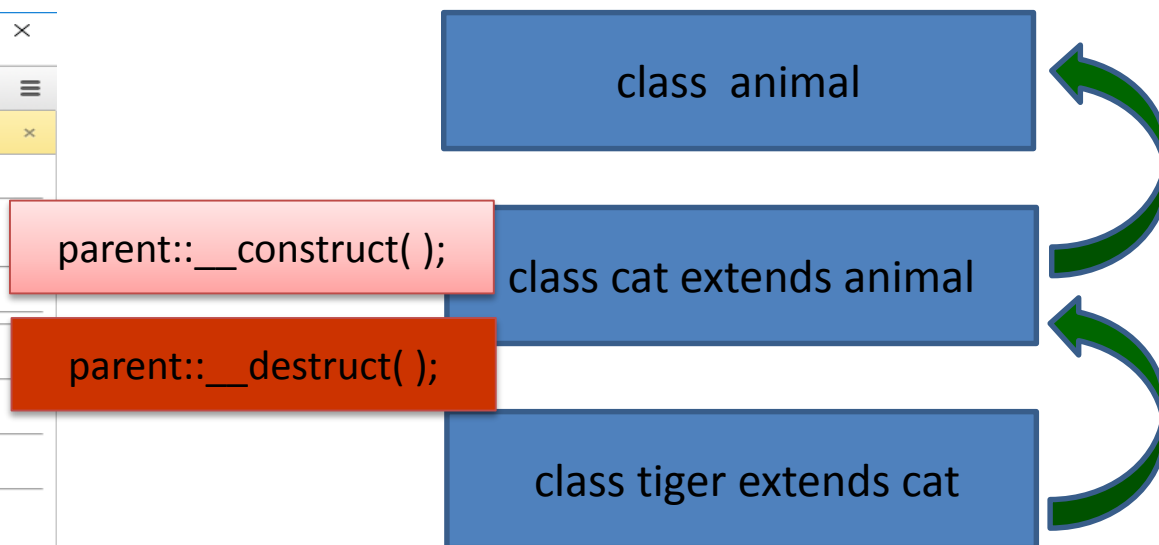 class  animal
parent::__construct( );
class cat extends animal
parent::__destruct( );
class tiger extends cat